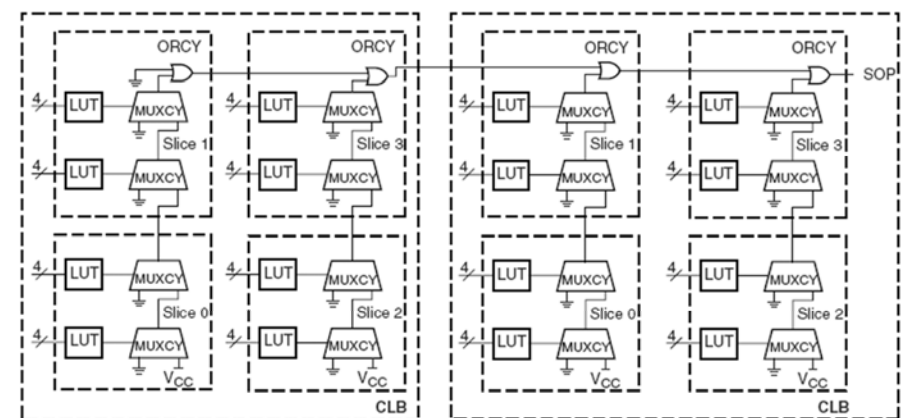 ORCY ORCY ORCY ORCY
SOP
4 LUT MUXCY 4 LUT MUXCY 4 LUT MUXCY 4 LUT MUXCY
Slice 1 Slice 3 Slice 1 Slice 3
4 LUT MUXCY 4 LUT MUXCY 4 LUT MUXCY 4 LUT MUXCY
4 LUT MUXCY 4 LUT MUXCY 4 LUT MUXCY 4 LUT MUXCY
Slice 0 Slice 2 Slice 0 Slice 2
4 LUT MUXCY 4 LUT MUXCY 4 LUT MUXCY 4 LUT MUXCY
VCC VCC VCC VCC
CLB CLB